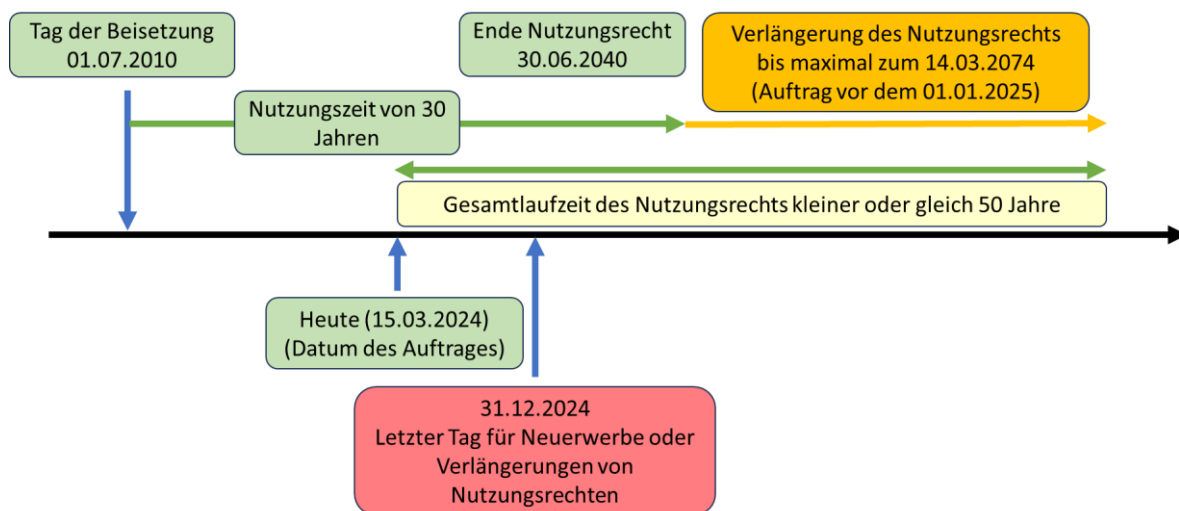 Tag der Beisetzung
01.07.2010
Ende Nutzungsrecht
30.06.2040
Verlängerung des Nutzungsrechts
bis maximal zum 14.03.2074
(Auftrag vor dem 01.01.2025)
Nutzungszeit von 30
Jahren
Gesamtlaufzeit des Nutzungsrechts kleiner oder gleich 50 Jahre
Heute (15.03.2024)
(Datum des Auftrages)
31.12.2024
Letzter Tag für Neuerwerbe oder
Verlängerungen von
Nutzungsrechten